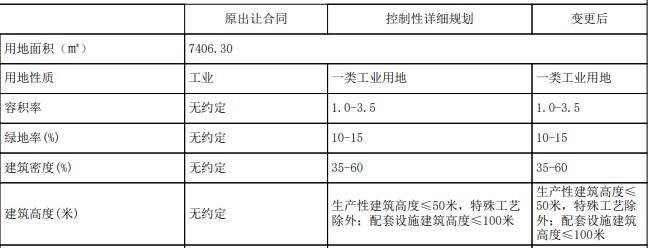 原出让合同 控制性详细规划 变更后
用地面积（㎡） 7406.30
用地性质 工业 一类工业用地 一类工业用地
容积率 无约定 1.0-3.5 1.0-3.5
绿地率(%) 无约定 10-15 10-15
建筑密度(%) 无约定 35-60 35-60
建筑高度(米) 无约定
生产性建筑高度≤50米，特殊工艺
除外；配套设施建筑高度≤100米
生产性建筑高度≤
50米，特殊工艺除
外；配套设施建筑
高度≤100米